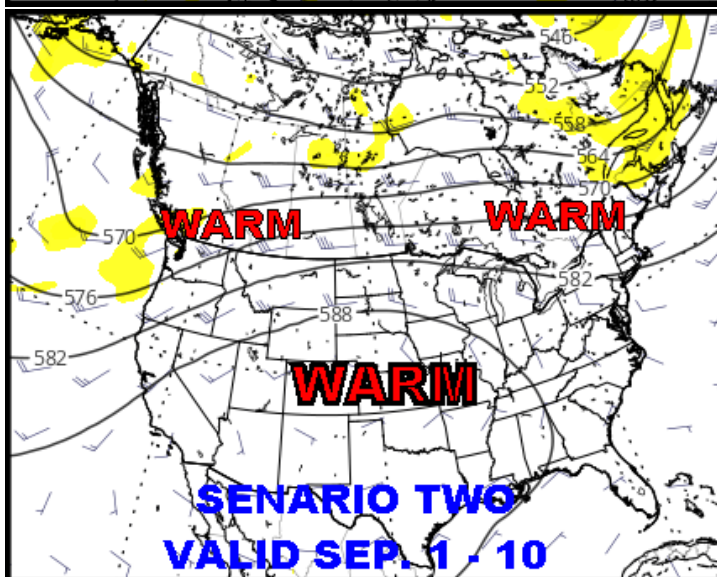 546
552
558
564
570
WARM WARM
570
582
576
588
582
WARM
SENARIO TWO
VALID SEP. 1 - 10